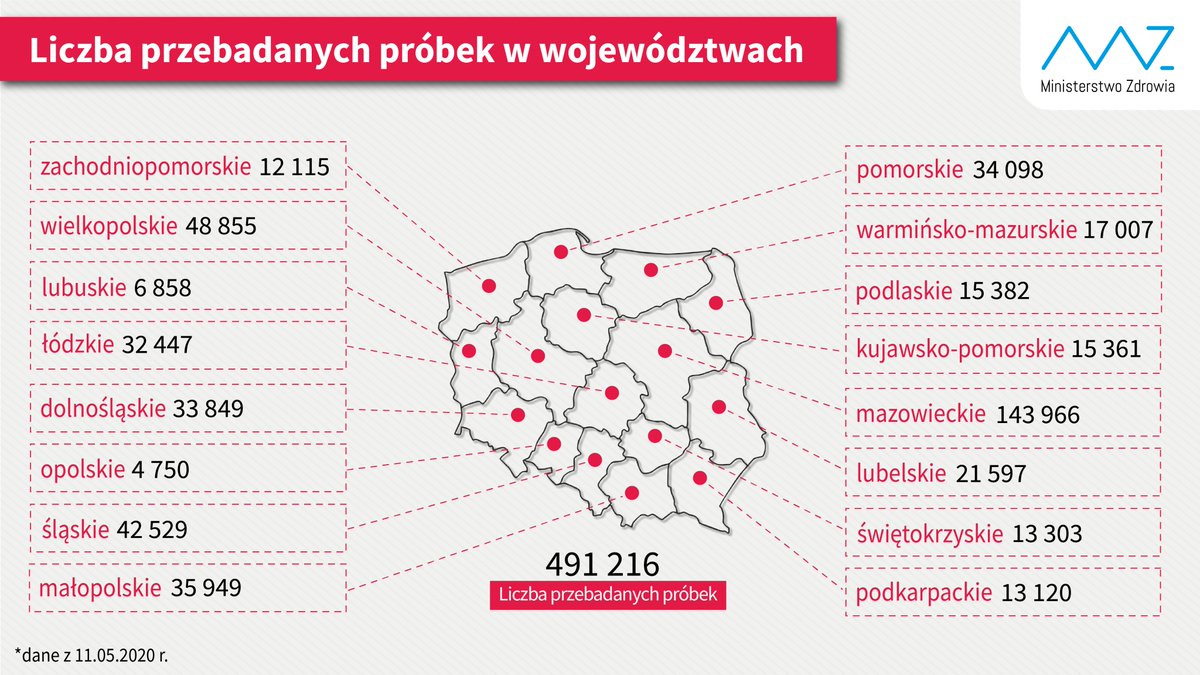 Liczba przebadanych próbek w województwach
Ministerstwo Zdrowia
zachodniopomorskie 12 115
wielkopolskie 48 855
lubuskie 6 858
łódzkie 32 447
dolnośląskie 33 849
opolskie 4 750
śląskie 42 529
małopolskie 35 949
pomorskie 34 098
warmińsko-mazurskie 17 007
podlaskie 15 382
kujawsko-pomorskie 15 361
mazowieckie 143 966
lubelskie 21 597
świętokrzyskie 13 303
podkarpackie 13 120
491 216
Liczba przebadanych próbek
*dane z 11.05.2020 r.